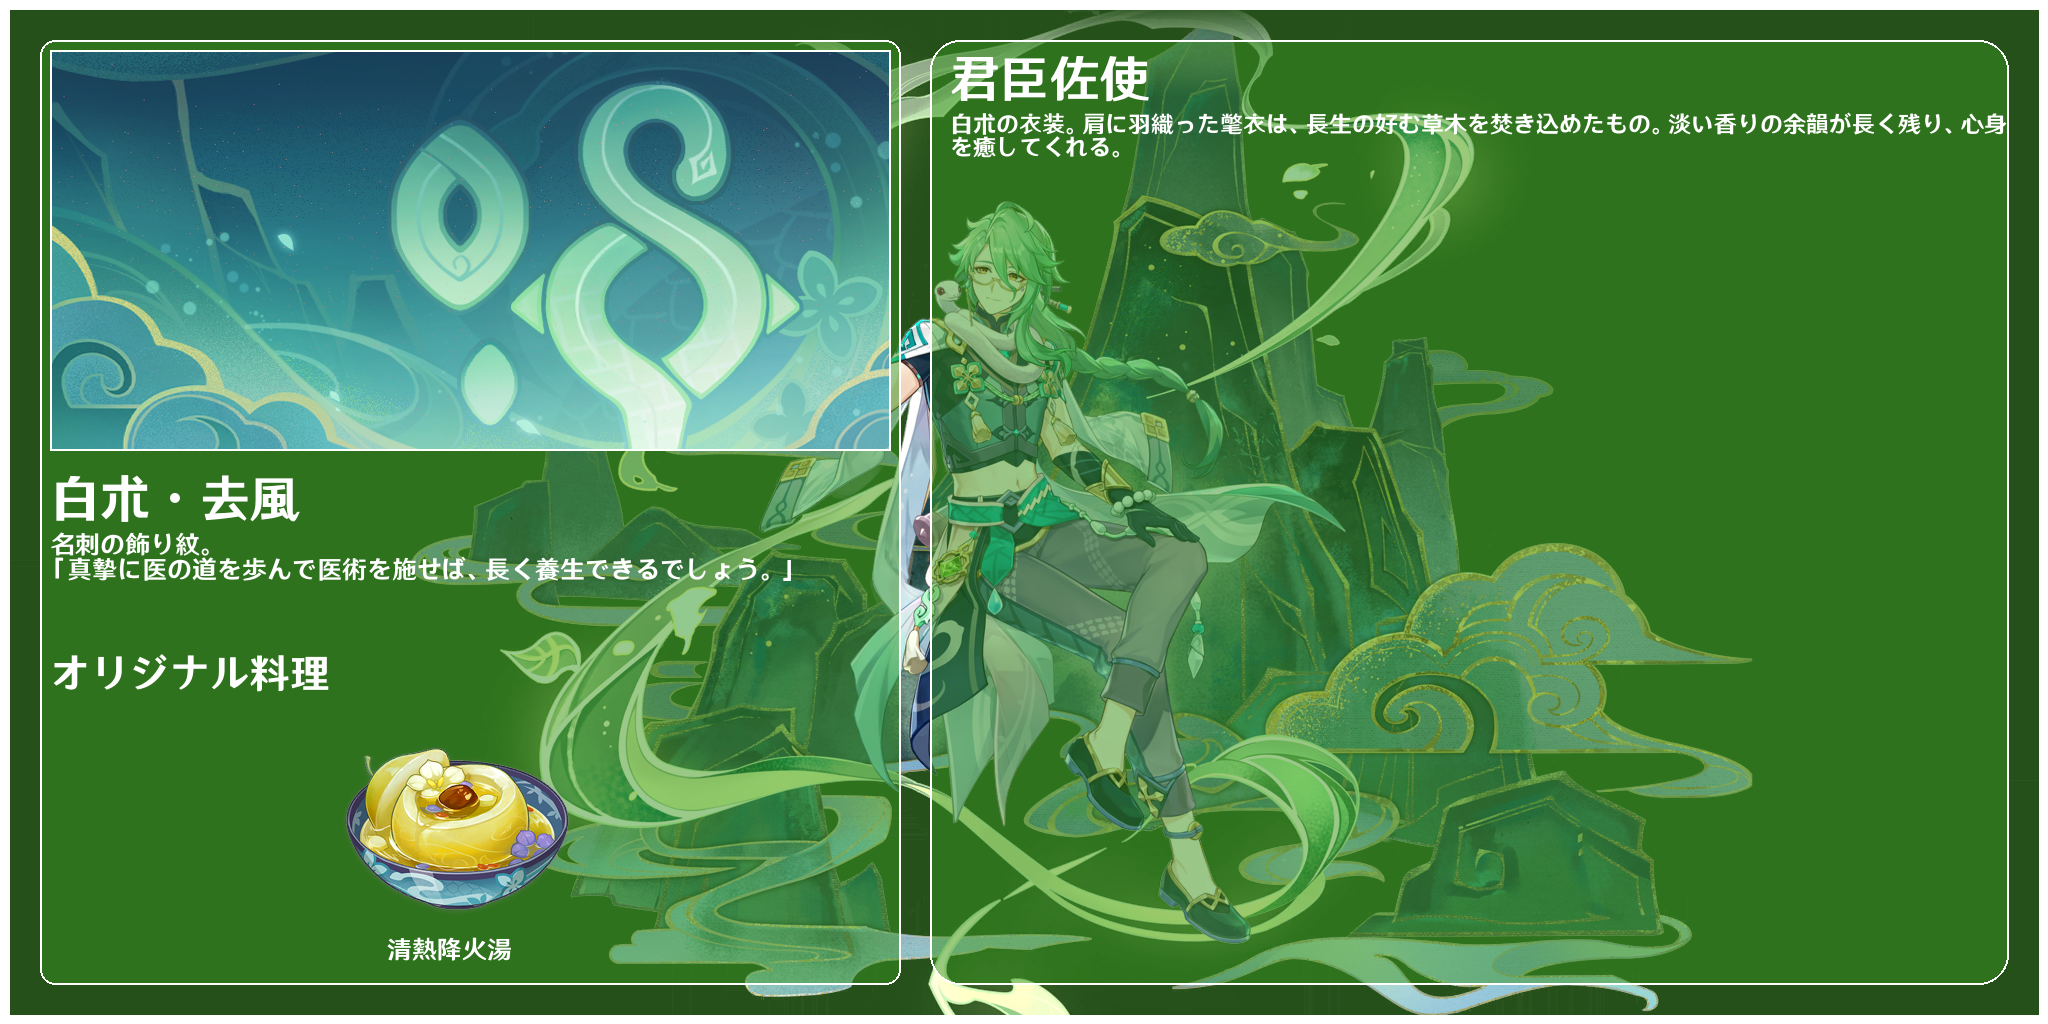 白朮・去風
名刺の飾り紋。
「真摯に医の道を歩んで医術を施せば、長く養生できるでしょう。」
オリジナル料理
清熱降火湯
君臣佐使
白朮の衣装。肩に羽織った氅衣は、長生の好む草木を焚き込めたもの。淡い香りの余韻が長く残り、心身
を癒してくれる。